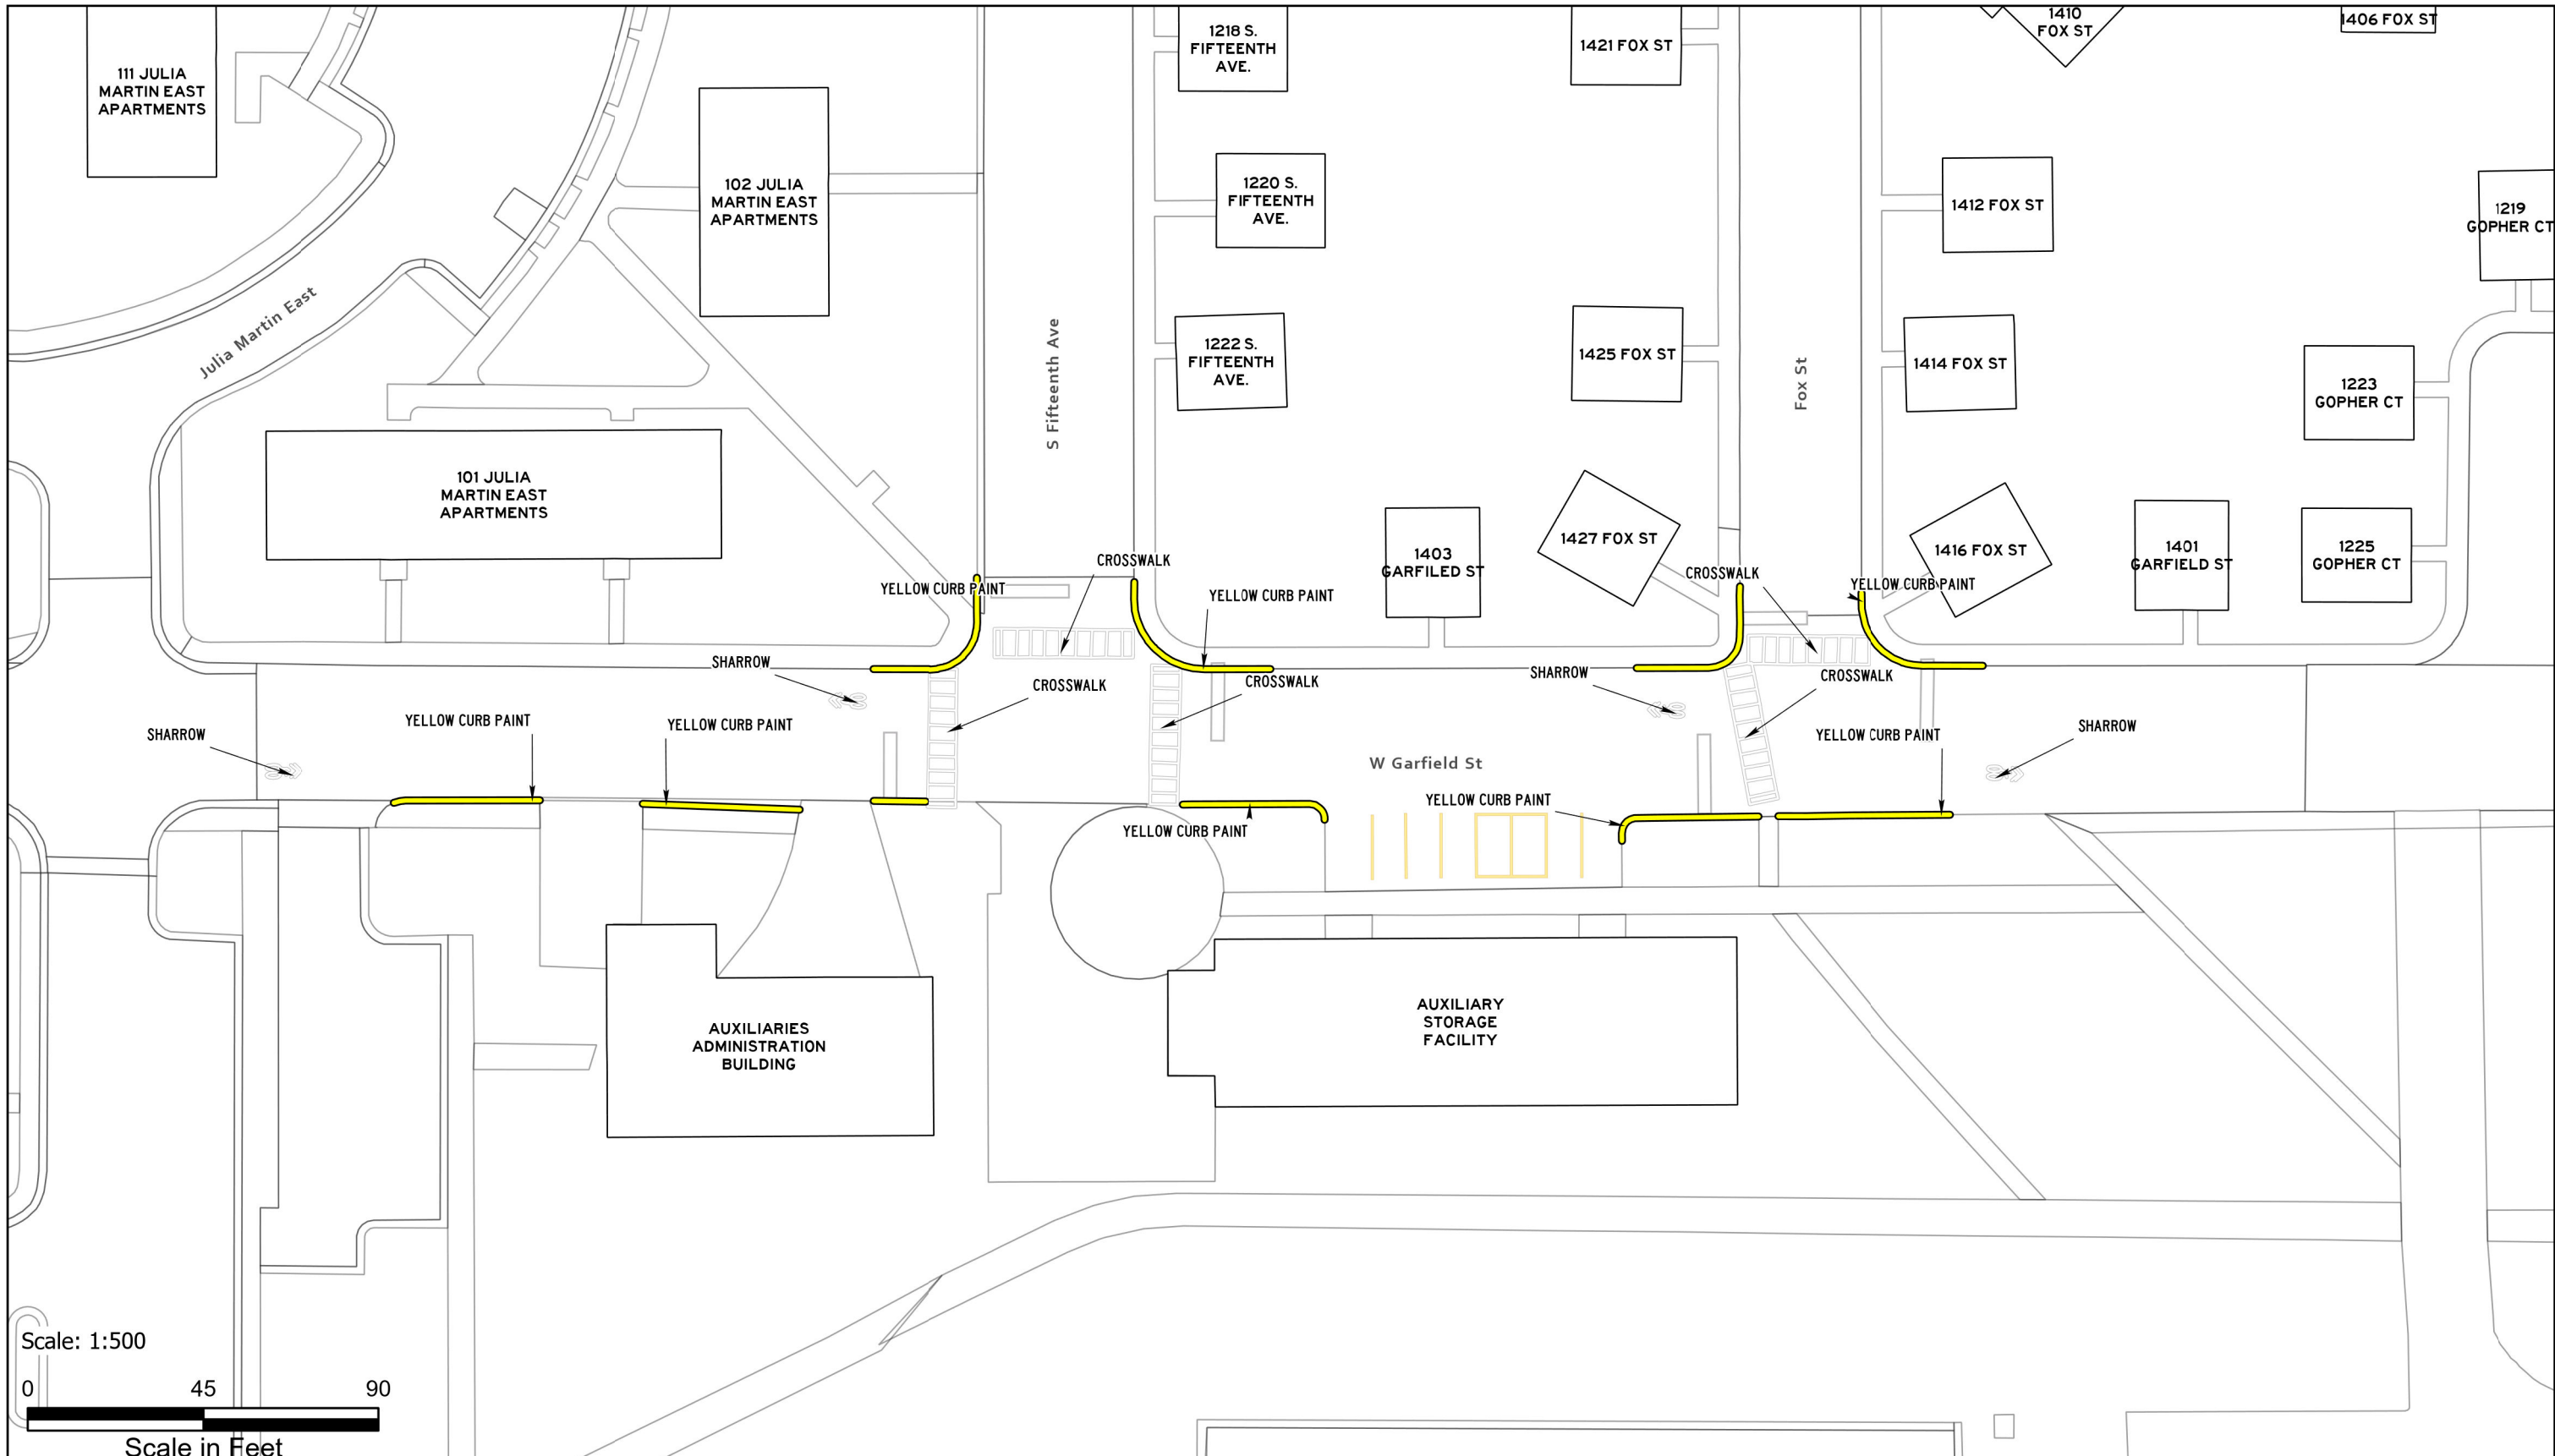 1218 S.
FIFTEENTH
AVE.
1421 FOX ST
1410
FOX ST
1406 FOX ST
111 JULIA
MARTIN EAST
APARTMENTS
102 JULIA
MARTIN EAST
APARTMENTS
1220 S.
FIFTEENTH
AVE.
1412 FOX ST
1219
GOPHER CT
Julia Martin East
S Fifteenth Ave
1222 S.
FIFTEENTH
AVE.
1425 FOX ST
Fox St
1414 FOX ST
1223
GOPHER CT
101 JULIA
MARTIN EAST
APARTMENTS
1403
GARFILED ST
1427 FOX ST
1416 FOX ST
1401
GARFIELD ST
1225
GOPHER CT
CROSSWALK
YELLOW CURB PAINT
YELLOW CURB PAINT
CROSSWALK
YELLOW CURB PAINT
SHARROW
CROSSWALK
CROSSWALK
SHARROW
CROSSWALK
SHARROW
YELLOW CURB PAINT
YELLOW CURB PAINT
YELLOW CURB PAINT
SHARROW
W Garfield St
YELLOW CURB PAINT
YELLOW CURB PAINT
AUXILIARIES
ADMINISTRATION
BUILDING
AUXILIARY
STORAGE
FACILITY
Scale: 1:500
0 45 90
Scale in Feet